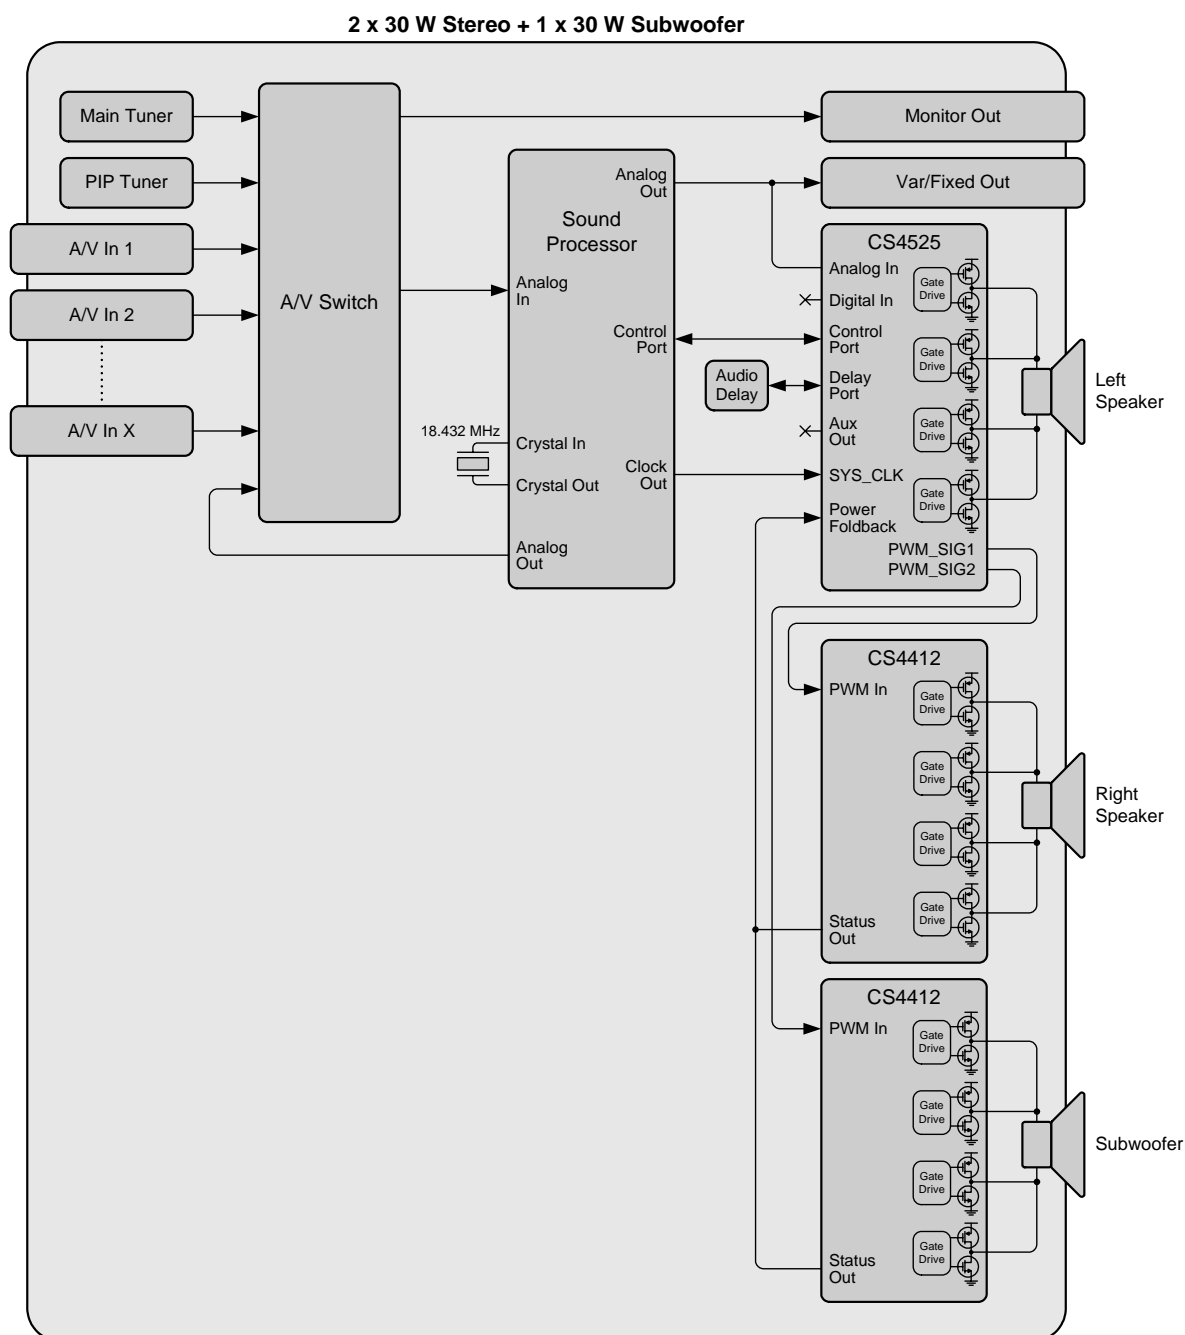 2 x 30 W Stereo + 1 x 30 W Subwoofer
Main Tuner
PIP Tuner
A/V In 1
A/V In 2
A/V In X
A/V Switch
Sound
Processor
Analog
Out
Analog
In
Control
Port
18.432 MHz
Crystal In
Crystal Out
Clock
Out
Analog
Out
Monitor Out
Var/Fixed Out
Audio
Delay
CS4525
Analog In
Digital In
Control
Port
Delay
Port
Aux
Out
SYS_CLK
Power
Foldback
PWM_SIG1
PWM_SIG2
Gate
Drive
Gate
Drive
Gate
Drive
Gate
Drive
Left
Speaker
CS4412
PWM In
Status
Out
Gate
Drive
Gate
Drive
Gate
Drive
Gate
Drive
Right
Speaker
CS4412
PWM In
Status
Out
Gate
Drive
Gate
Drive
Gate
Drive
Gate
Drive
Subwoofer